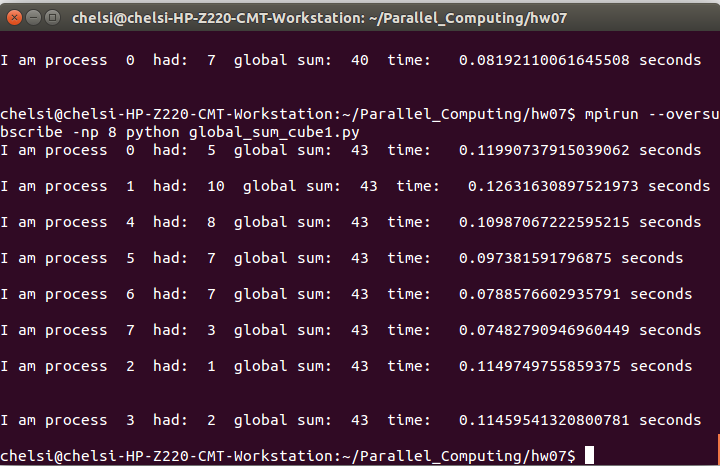 chelsi@chelsi-HP-Z220-CMT-Workstation: ~/Parallel_Computing/hw07
I am process  0  had:  7  global sum:  40  time:   0.08192110061645508 seconds
chelsi@chelsi-HP-Z220-CMT-Workstation:~/Parallel_Computing/hw07$ mpirun --oversu
bscribe -np 8 python global_sum_cube1.py
I am process  0  had:  5  global sum:  43  time:   0.11990737915039062 seconds
I am process  1  had:  10  global sum:  43  time:   0.12631630897521973 seconds
I am process  4  had:  8  global sum:  43  time:   0.10987067222595215 seconds
I am process  5  had:  7  global sum:  43  time:   0.097381591796875 seconds
I am process  6  had:  7  global sum:  43  time:   0.0788576602935791 seconds
I am process  7  had:  3  global sum:  43  time:   0.07482790946960449 seconds
I am process  2  had:  1  global sum:  43  time:   0.1149749755859375 seconds
I am process  3  had:  2  global sum:  43  time:   0.11459541320800781 seconds
chelsi@chelsi-HP-Z220-CMT-Workstation:~/Parallel_Computing/hw07$